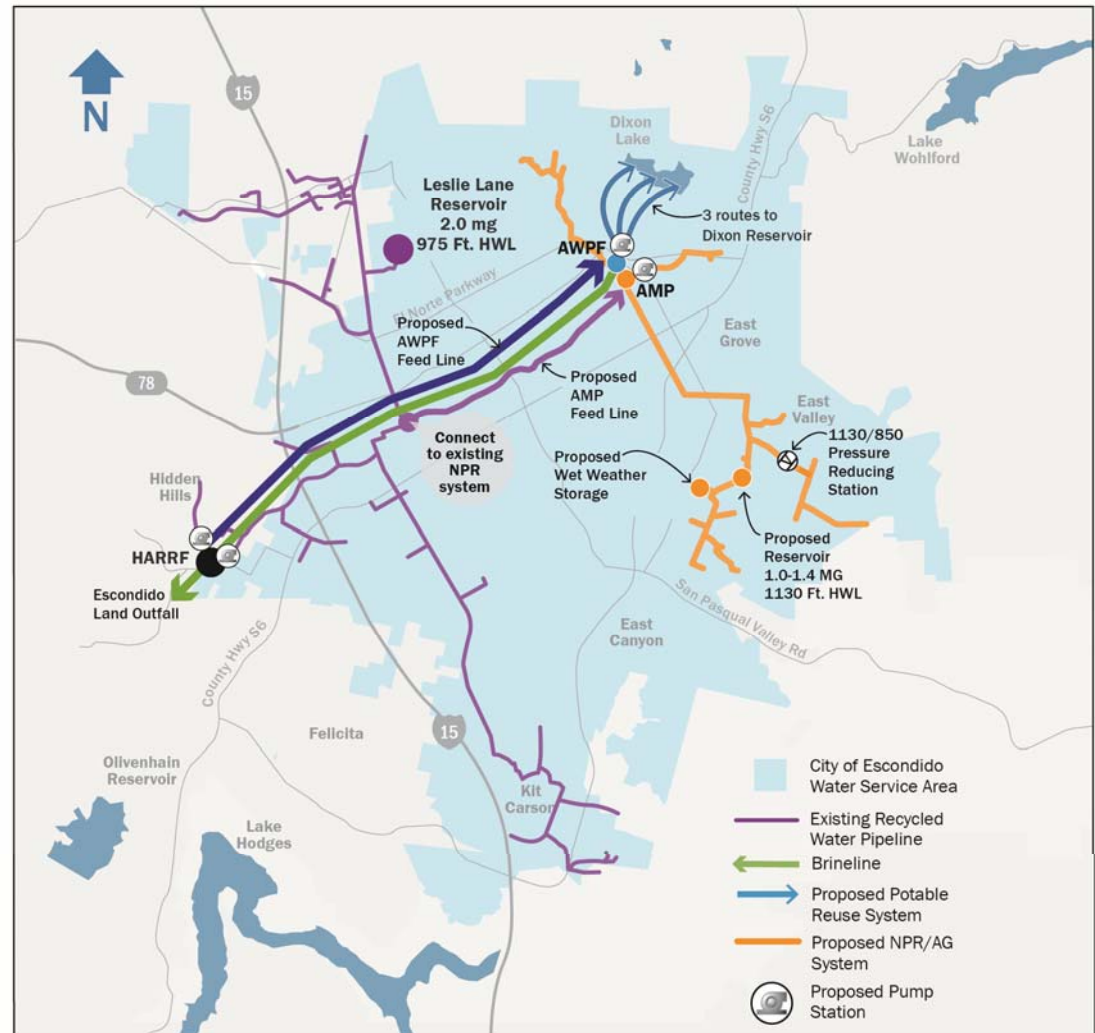 N
15
Dixon
Lake
County Hwy S6
Lake
Wohlford
Leslie Lane
Reservoir
2.0 mg
975 Ft. HWL
3 routes to
Dixon Reservoir
AWPF
AMP
El Norte Parkway
Proposed
AWPF
Feed Line
East
Grove
78
Proposed
AMP
Feed Line
East
Valley
1130/850
Pressure
Reducing
Station
Connect
to existing
NPR
system
Proposed
Wet Weather
Storage
Hidden
Hills
HARRF
Proposed
Reservoir
1.0-1.4 MG
1130 Ft. HWL
Escondido
Land Outfall
San Pasqual Valley Rd
East
Canyon
County Hwy S6
Felicita
15
Olivenhain
Reservoir
Lake
Hodges
Kit
Carson
City of Escondido
Water Service Area
Existing Recycled
Water Pipeline
Brineline
Proposed Potable
Reuse System
Proposed NPR/AG
System
Proposed Pump
Station